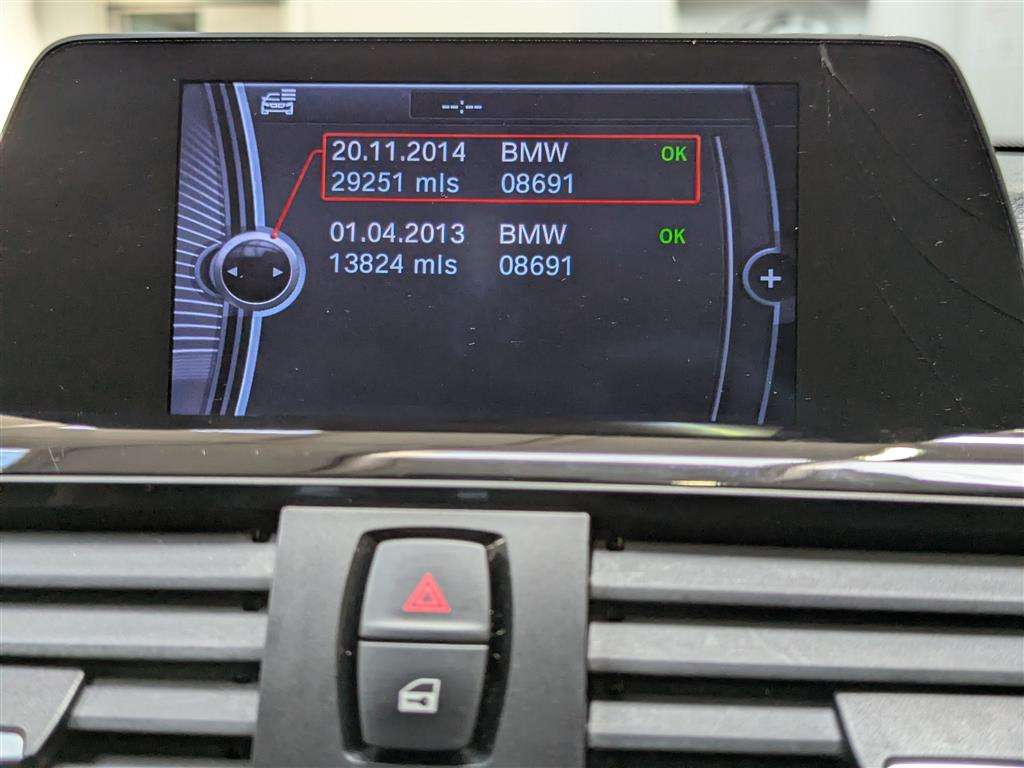 --:--
20.11.2014 BMW OK
29251 mls 08691
01.04.2013 BMW OK
13824 mls 08691
+